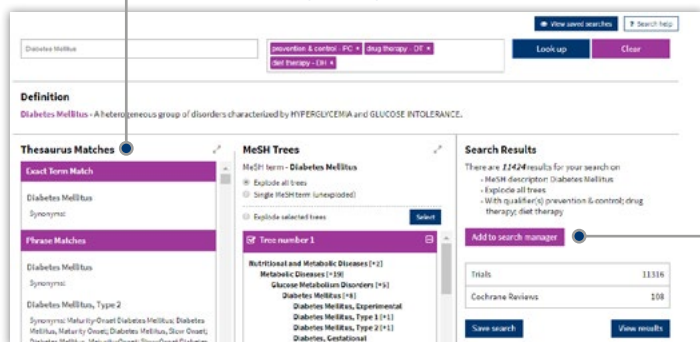 View saved searches
? Search help
Diabetes Mellitus
prevention & control - PC ×
drug therapy - DT ×
diet therapy - DH ×
Look up
Clear
Definition
Diabetes Mellitus - A heterogeneous group of disorders characterized by HYPERGLYCEMIA and GLUCOSE INTOLERANCE.
Thesaurus Matches
Exact Term Match
Diabetes Mellitus
Synonyms:
Phrase Matches
Diabetes Mellitus
Synonyms:
Diabetes Mellitus, Type 2
Synonyms: Maturity-Onset Diabetes Mellitus; Diabetes
Mellitus, Maturity Onset; Diabetes Mellitus, Slow Onset;
MeSH Trees
MeSH term - Diabetes Mellitus
Explode all trees
Single MeSH term (unexploded)
Explode selected trees
Select
Tree number 1
Nutritional and Metabolic Diseases [+2]
Metabolic Diseases [+19]
Glucose Metabolism Disorders [+5]
Diabetes Mellitus [+8]
Diabetes Mellitus, Experimental
Diabetes Mellitus, Type 1 [+1]
Diabetes Mellitus, Type 2 [+1]
Diabetes, Gestational
Search Results
There are 11424 results for your search on
- MeSH descriptor: Diabetes Mellitus
- Explode all trees
- With qualifier(s) prevention & control; drug
therapy; diet therapy
Add to search manager
Trials 11316
Cochrane Reviews 108
Save search
View results